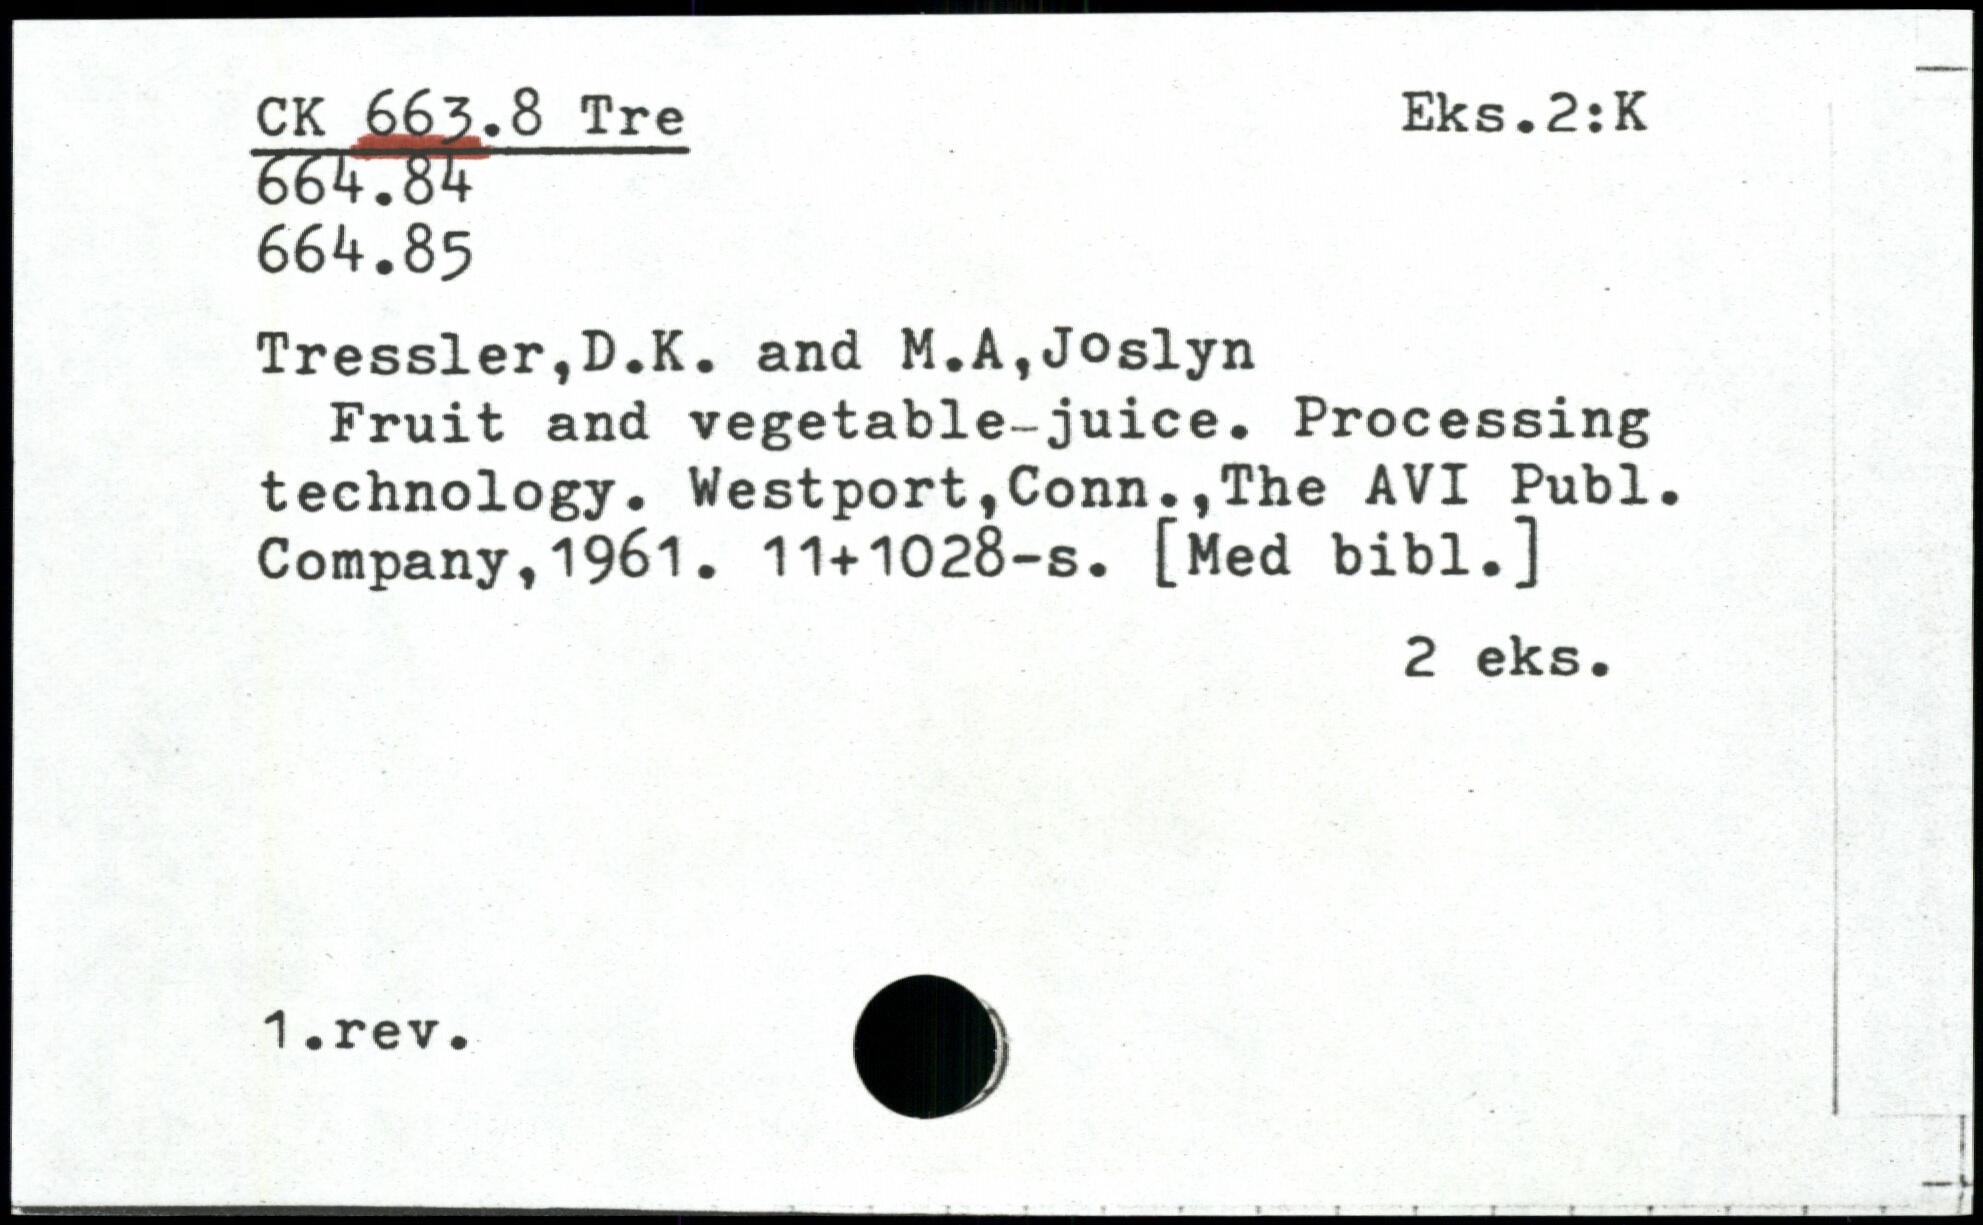 CK 663.8 Tre Eks.2:K
664.84
664.85
Tressler,D.K. and M.A,Joslyn
Fruit and vegetable-juice. Processing
technology. Westport,Conn.,The AVI Publ.
Company,1961. 11+1028-s. [Med bibl.]
2 eks.
1.rev.